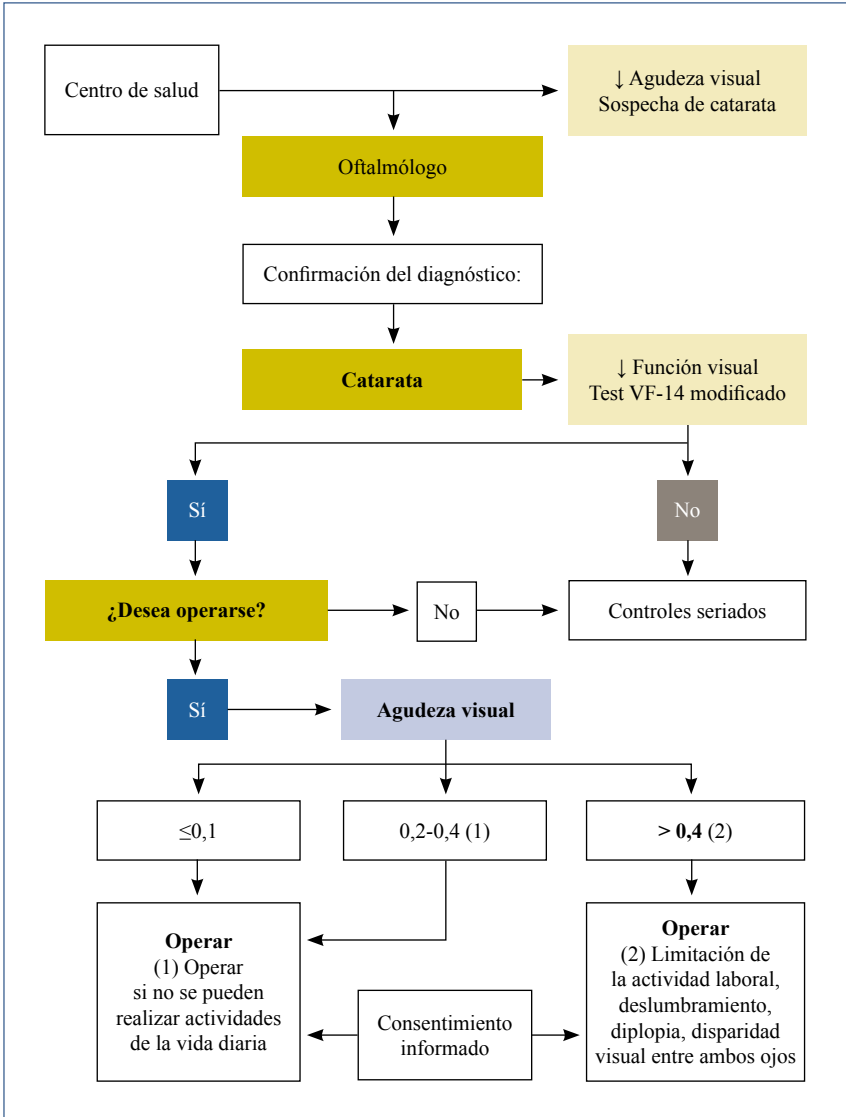 Centro de salud
↓ Agudeza visual
Sospecha de catarata
Oftalmólogo
Confirmación del diagnóstico:
Catarata
↓ Función visual
Test VF-14 modificado
Sí
No
¿Desea operarse?
No
Controles seriados
Sí
Agudeza visual
≤0,1
0,2-0,4 (1)
> 0,4 (2)
Operar
(1) Operar
si no se pueden
realizar actividades
de la vida diaria
Consentimiento
informado
Operar
(2) Limitación de
la actividad laboral,
deslumbramiento,
diplopia, disparidad
visual entre ambos ojos